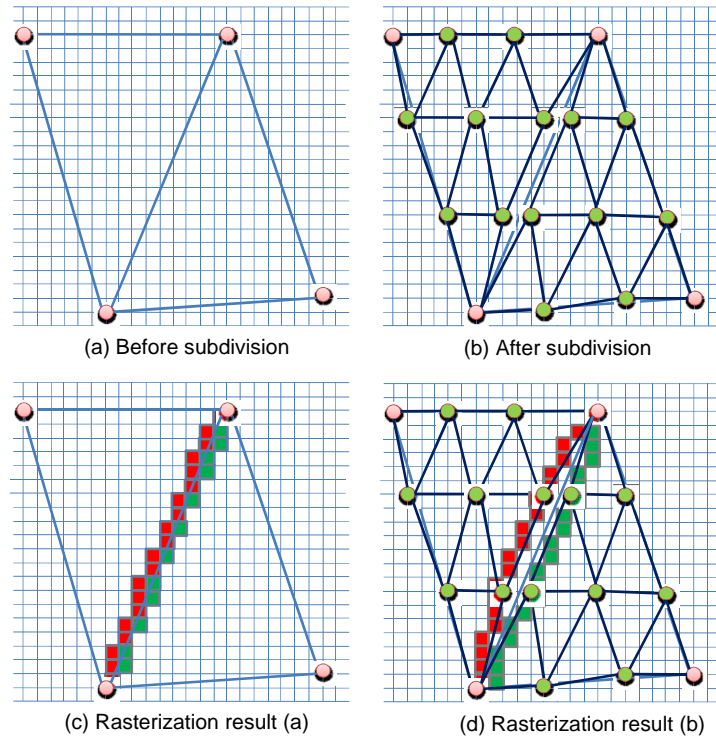 (a) Before subdivision
(b) After subdivision
(c) Rasterization result (a)
(d) Rasterization result (b)